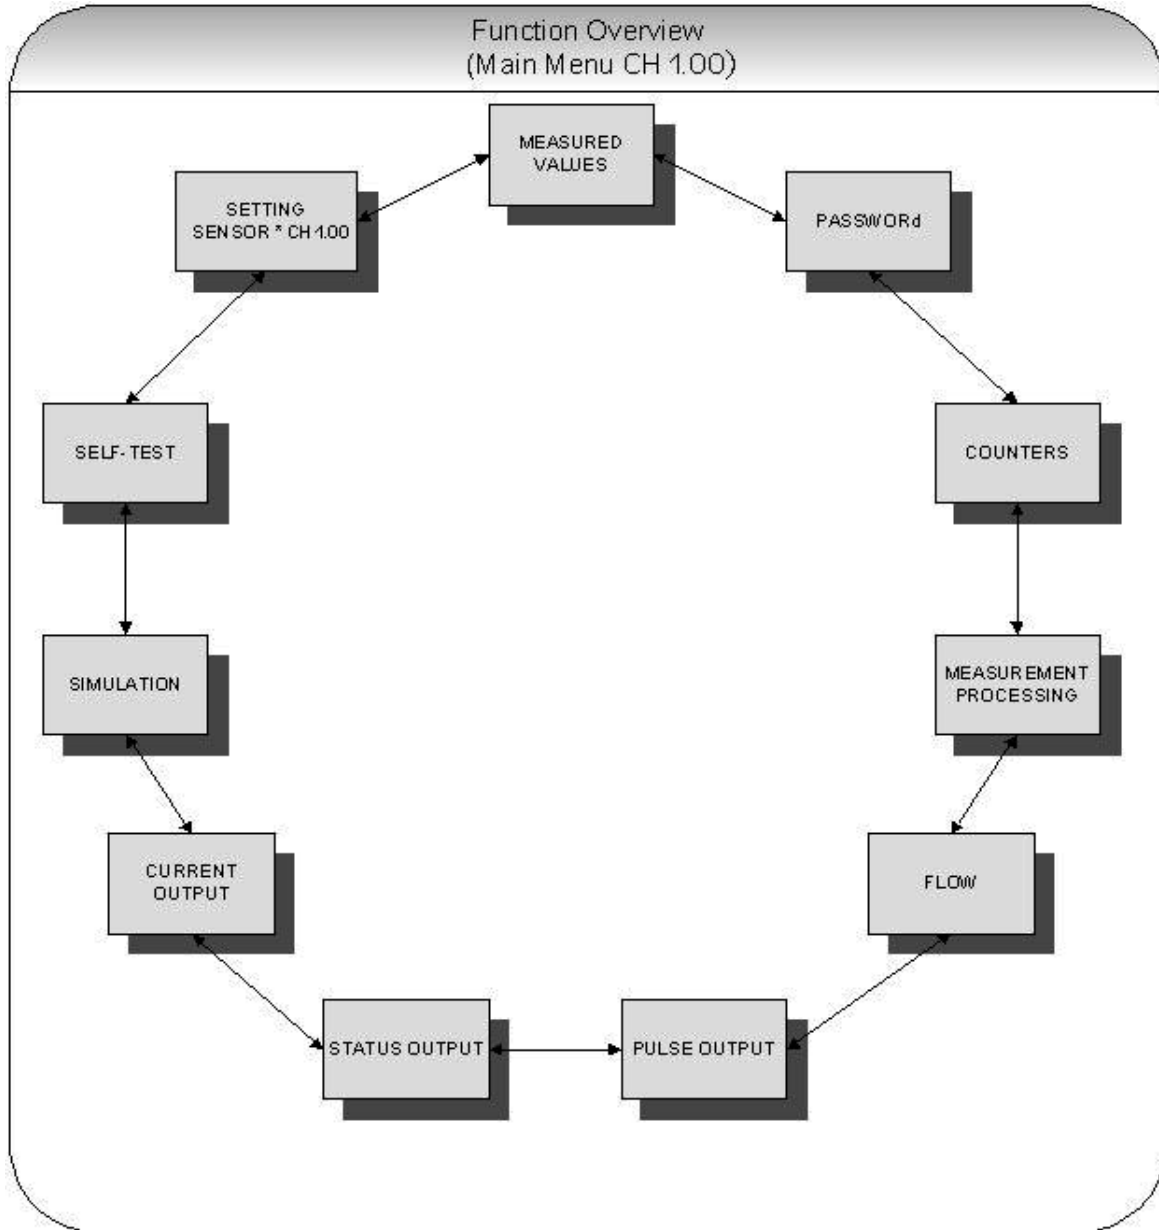 Function Overview
(Main Menu CH 1.00)
MEASURED
VALUES
SETTING
SENSOR * CH 1.00
PASSWORd
SELF-TEST
COUNTERS
SIMULATION
MEASUREMENT
PROCESSING
CURRENT
OUTPUT
FLOW
STATUS OUTPUT
PULSE OUTPUT